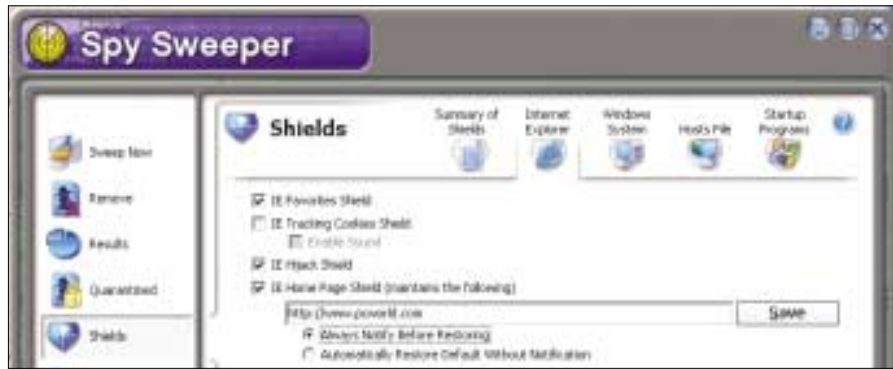 Spy Sweeper
Shields
Summary of Shields
Internet Explorer
Windows System
Hosts File
Startup Programs
Sweep Now
Remove
Results
Quarantined
Shields
IE Favorites Shield
IE Tracking Cookies Shield
Enable Sound
IE Hijack Shield
IE Home Page Shield (maintains the following)
http://www.pcworld.com
Save
Always Notify Before Restoring
Automatically Restore Default Without Notification